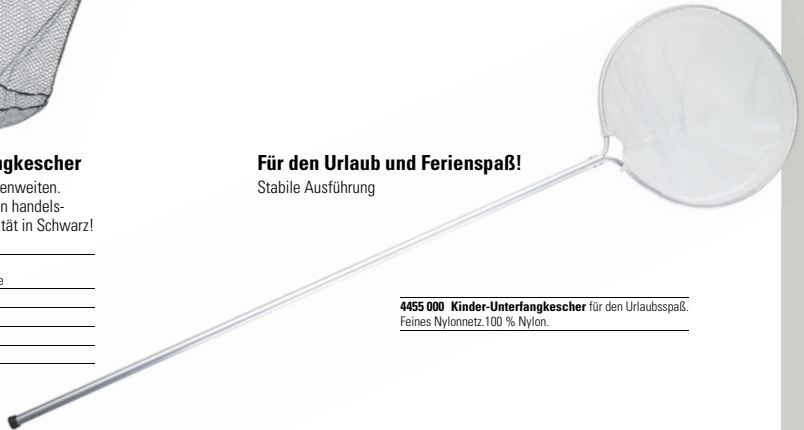 ngkescher
enweiten.
n handels-
tät in Schwarz!
e
Für den Urlaub und Ferienspaß!
Stabile Ausführung
4455 000 Kinder-Unterfangkescher für den Urlaubsspaß.
Feines Nylonnetz.100 % Nylon.